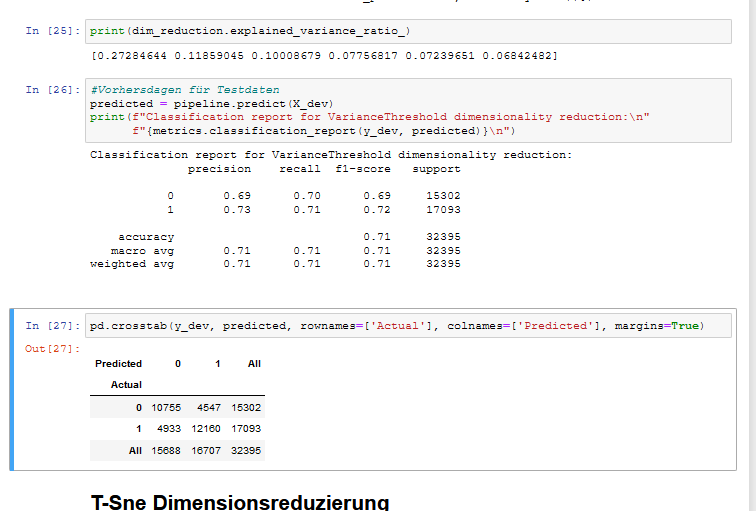 In [25]: print(dim_reduction.explained_variance_ratio_)
[0.27284644 0.11859045 0.10008679 0.07756817 0.07239651 0.06842482]
In [26]: #Vorhersdagen für Testdaten
predicted = pipeline.predict(X_dev)
print(f"Classification report for VarianceThreshold dimensionality reduction:\n"
f"{metrics.classification_report(y_dev, predicted)}\n")
Classification report for VarianceThreshold dimensionality reduction:
precision recall f1-score support
0 0.69 0.70 0.69 15302
1 0.73 0.71 0.72 17093
accuracy 0.71 32395
macro avg 0.71 0.71 0.71 32395
weighted avg 0.71 0.71 0.71 32395
In [27]: pd.crosstab(y_dev, predicted, rownames=['Actual'], colnames=['Predicted'], margins=True)
Out[27]:
Predicted 0 1 All
Actual
0 10755 4547 15302
1 4933 12160 17093
All 15688 16707 32395
T-Sne Dimensionsreduzierung